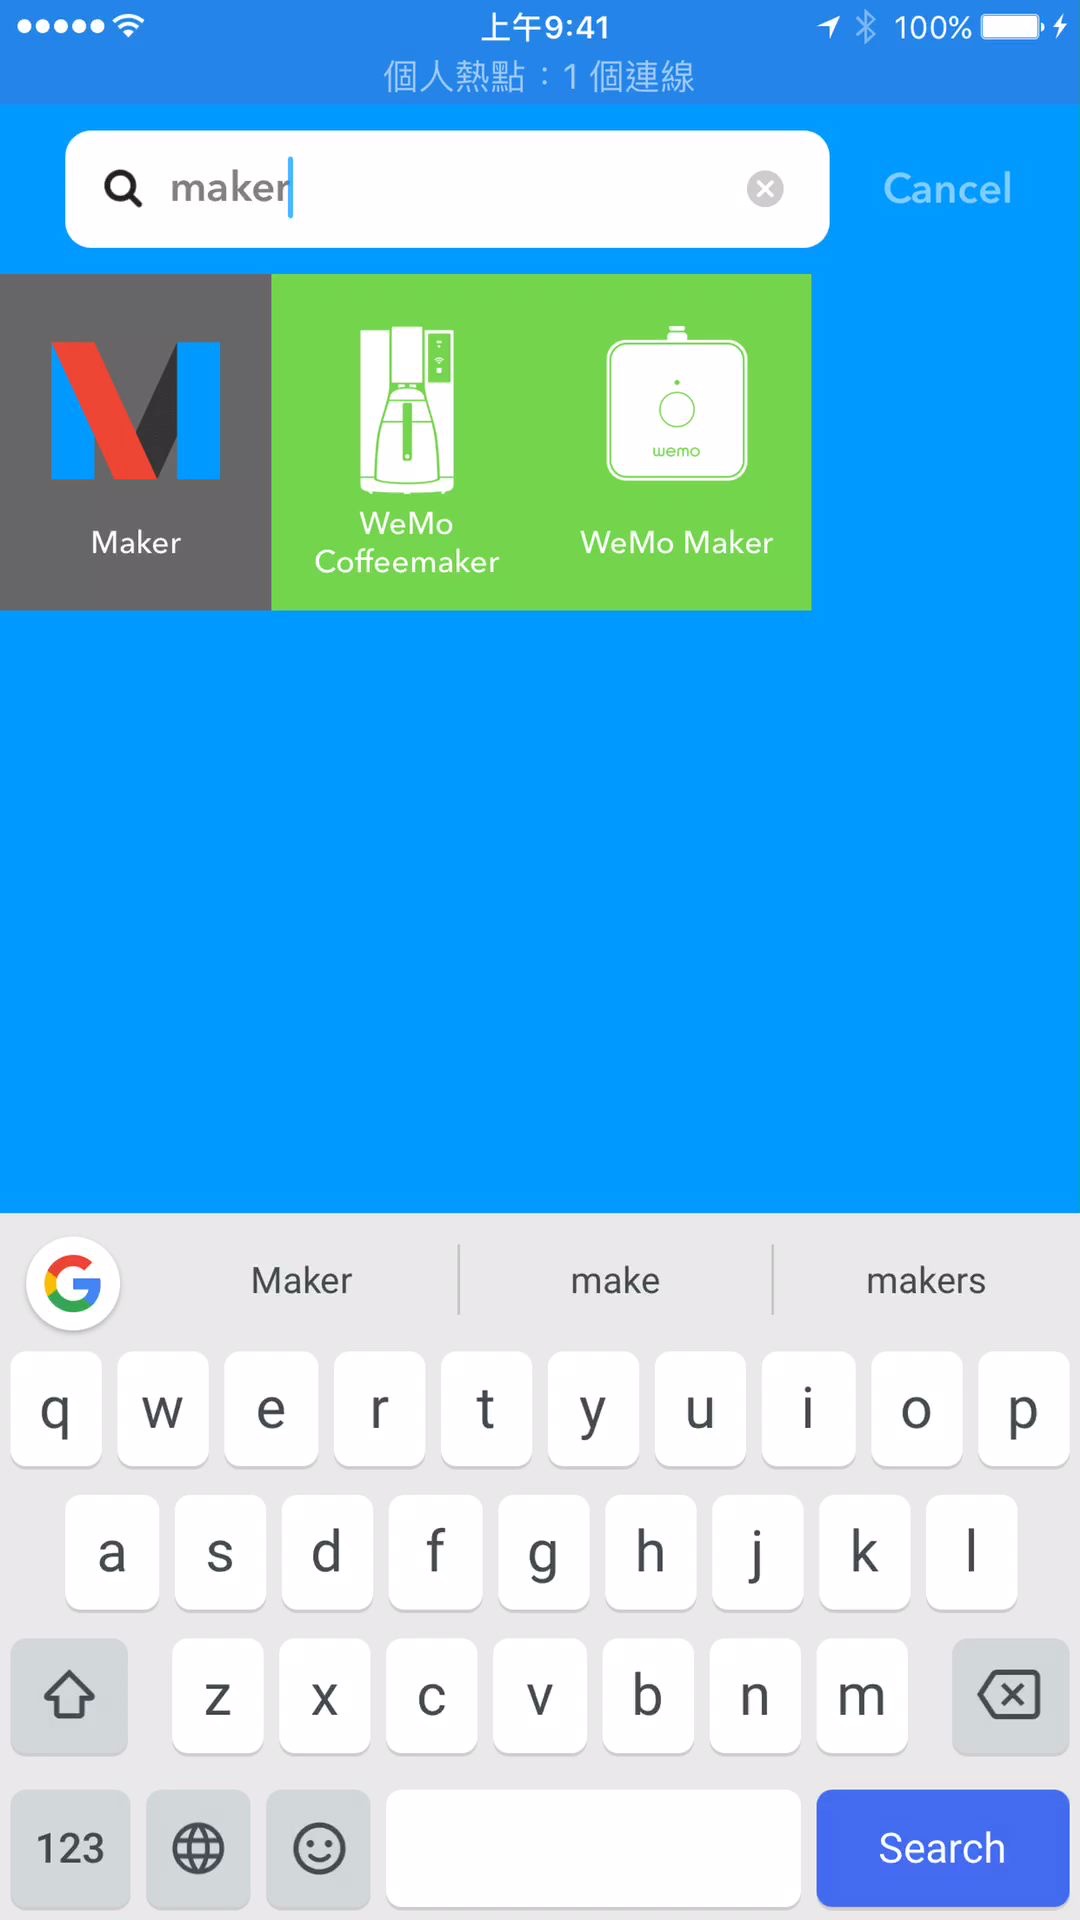 上午9:41
100%
個人熱點：1 個連線
maker
Cancel
wemo
Maker
WeMo
Coffeemaker
WeMo Maker
G
Maker
make
makers
q w e r t y u i o p
a s d f g h j k l
z x c v b n m
123
Search